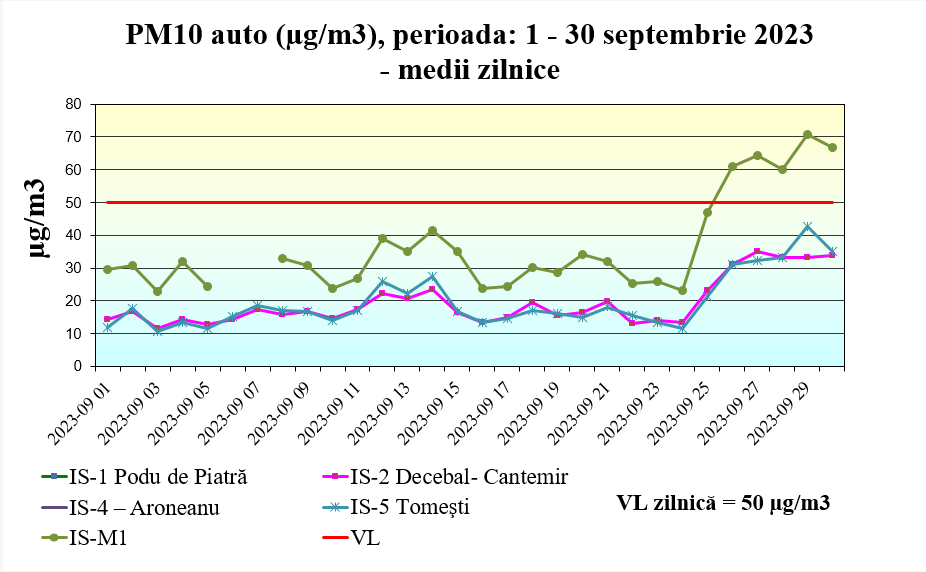 PM10 auto (µg/m3), perioada: 1 - 30 septembrie 2023
- medii zilnice
µg/m3
80
70
60
50
40
30
20
10
0
2023-09 01
2023-09 03
2023-09 05
2023-09 07
2023-09 09
2023-09 11
2023-09 13
2023-09 15
2023-09 17
2023-09 19
2023-09 21
2023-09 23
2023-09 25
2023-09 27
2023-09 29
IS-1 Podu de Piatră
IS-2 Decebal- Cantemir
IS-4 – Aroneanu
IS-5 Tomeşti
VL zilnică = 50 µg/m3
IS-M1
VL